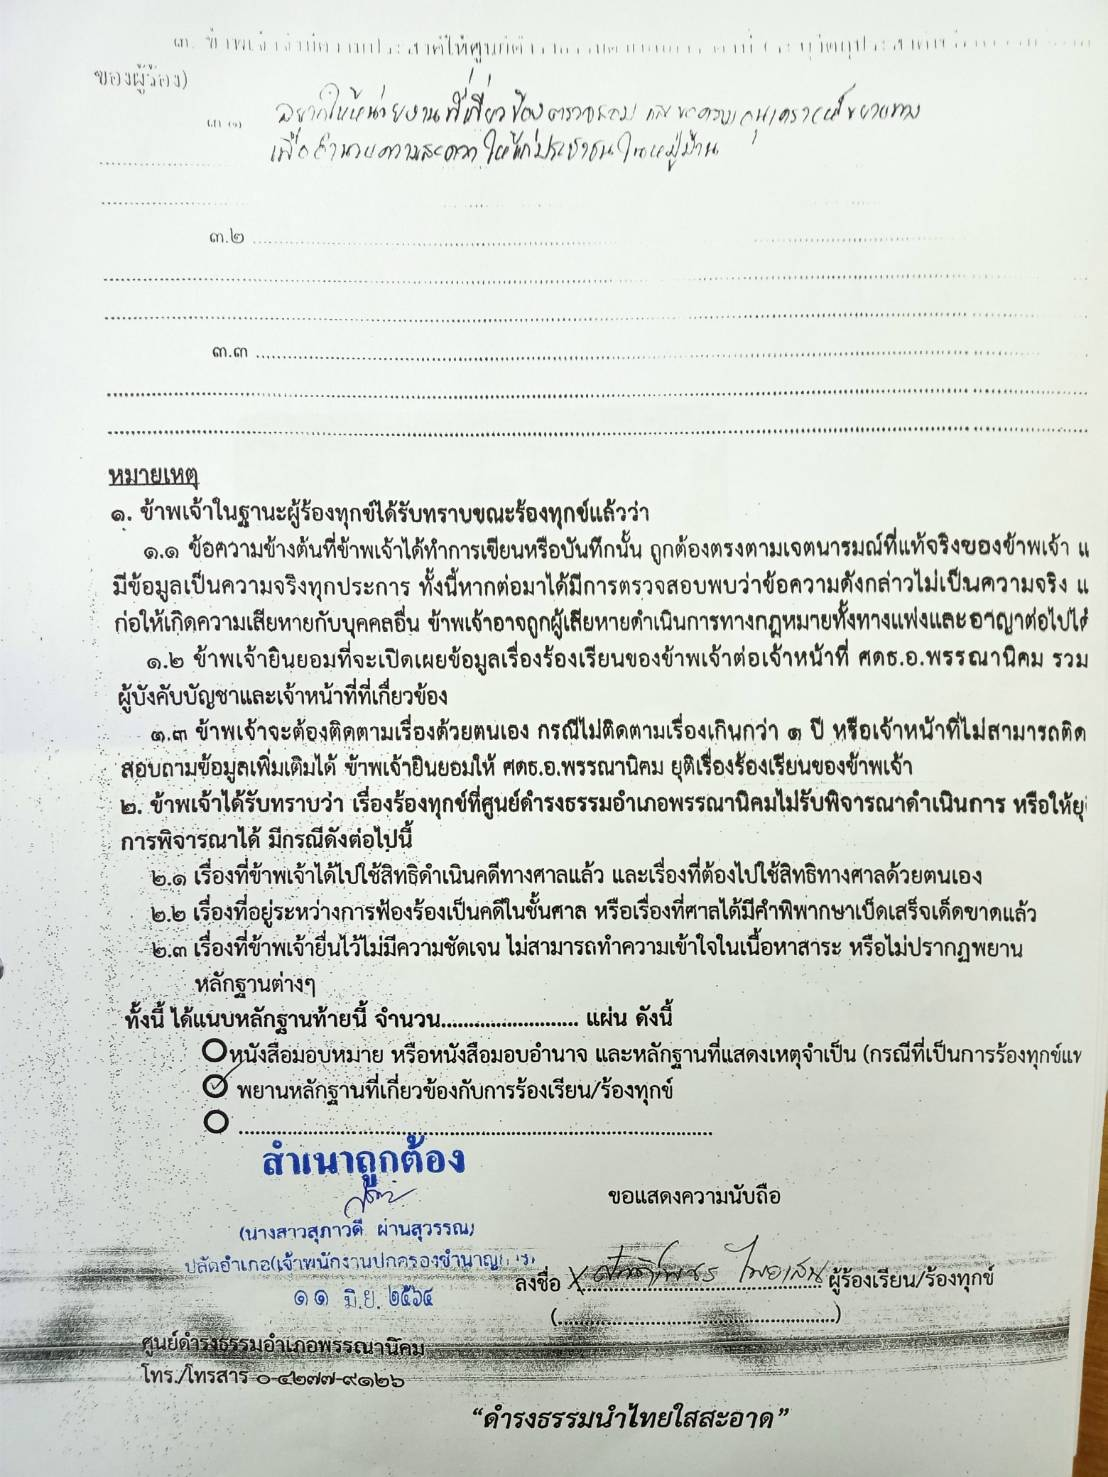 ๓. ข้าพเจ้า
ของผู้ร้อง)
๓.๑ อยากให้หน่วยงานที่เกี่ยวข้องตรวจสอบ และขอความอนุเคราะห์ขยายทาง
เพื่ออำนวยความสะดวกให้แก่ประชาชนในหมู่บ้าน
๓.๒
๓.๓
หมายเหตุ
๑. ข้าพเจ้าในฐานะผู้ร้องทุกข์ได้รับทราบขณะร้องทุกข์แล้วว่า
๑.๑ ข้อความข้างต้นที่ข้าพเจ้าได้ทำการเขียนหรือบันทึกนั้น ถูกต้องตรงตามเจตนารมณ์ที่แท้จริงของข้าพเจ้า แ
มีข้อมูลเป็นความจริงทุกประการ ทั้งนี้หากต่อมาได้มีการตรวจสอบพบว่าข้อความดังกล่าวไม่เป็นความจริง แ
ก่อให้เกิดความเสียหายกับบุคคลอื่น ข้าพเจ้าอาจถูกผู้เสียหายดำเนินการทางกฎหมายทั้งทางแพ่งและอาญาต่อไปได้
๑.๒ ข้าพเจ้ายินยอมที่จะเปิดเผยข้อมูลเรื่องร้องเรียนของข้าพเจ้าต่อเจ้าหน้าที่ ศดธ.อ.พรรณานิคม รวม
ผู้บังคับบัญชาและเจ้าหน้าที่ที่เกี่ยวข้อง
๑.๓ ข้าพเจ้าจะต้องติดตามเรื่องด้วยตนเอง กรณีไม่ติดตามเรื่องเกินกว่า ๑ ปี หรือเจ้าหน้าที่ไม่สามารถติด
สอบถามข้อมูลเพิ่มเติมได้ ข้าพเจ้ายินยอมให้ ศดธ.อ.พรรณานิคม ยุติเรื่องร้องเรียนของข้าพเจ้า
๒. ข้าพเจ้าได้รับทราบว่า เรื่องร้องทุกข์ที่ศูนย์ดำรงธรรมอำเภอพรรณานิคมไม่รับพิจารณาดำเนินการ หรือให้ยุ
การพิจารณาได้ มีกรณีดังต่อไปนี้
๒.๑ เรื่องที่ข้าพเจ้าได้ไปใช้สิทธิดำเนินคดีทางศาลแล้ว และเรื่องที่ต้องไปใช้สิทธิทางศาลด้วยตนเอง
๒.๒ เรื่องที่อยู่ระหว่างการฟ้องร้องเป็นคดีในชั้นศาล หรือเรื่องที่ศาลได้มีคำพิพากษาเบ็ดเสร็จเด็ดขาดแล้ว
๒.๓ เรื่องที่ข้าพเจ้ายื่นไว้ไม่มีความชัดเจน ไม่สามารถทำความเข้าใจในเนื้อหาสาระ หรือไม่ปรากฏพยาน
หลักฐานต่างๆ
ทั้งนี้ ได้แนบหลักฐานท้ายนี้ จำนวน......................... แผ่น ดังนี้
หนังสือมอบหมาย หรือหนังสือมอบอำนาจ และหลักฐานที่แสดงเหตุจำเป็น (กรณีที่เป็นการร้องทุกข์แท
พยานหลักฐานที่เกี่ยวข้องกับการร้องเรียน/ร้องทุกข์
สำเนาถูกต้อง
ขอแสดงความนับถือ
(นางสาวสุภาวดี ผ่านสุวรรณ)
ปลัดอำเภอ(เจ้าพนักงานปกครองชำนาญการ)
ลงชื่อ X ผู้ร้องเรียน/ร้องทุกข์
๑๑ มิ.ย. ๒๕๖๔
(..................................................)
ศูนย์ดำรงธรรมอำเภอพรรณานิคม
โทร./โทรสาร ๐-๔๒๗๗-๙๑๒๖
"ดำรงธรรมนำไทยใสสะอาด"